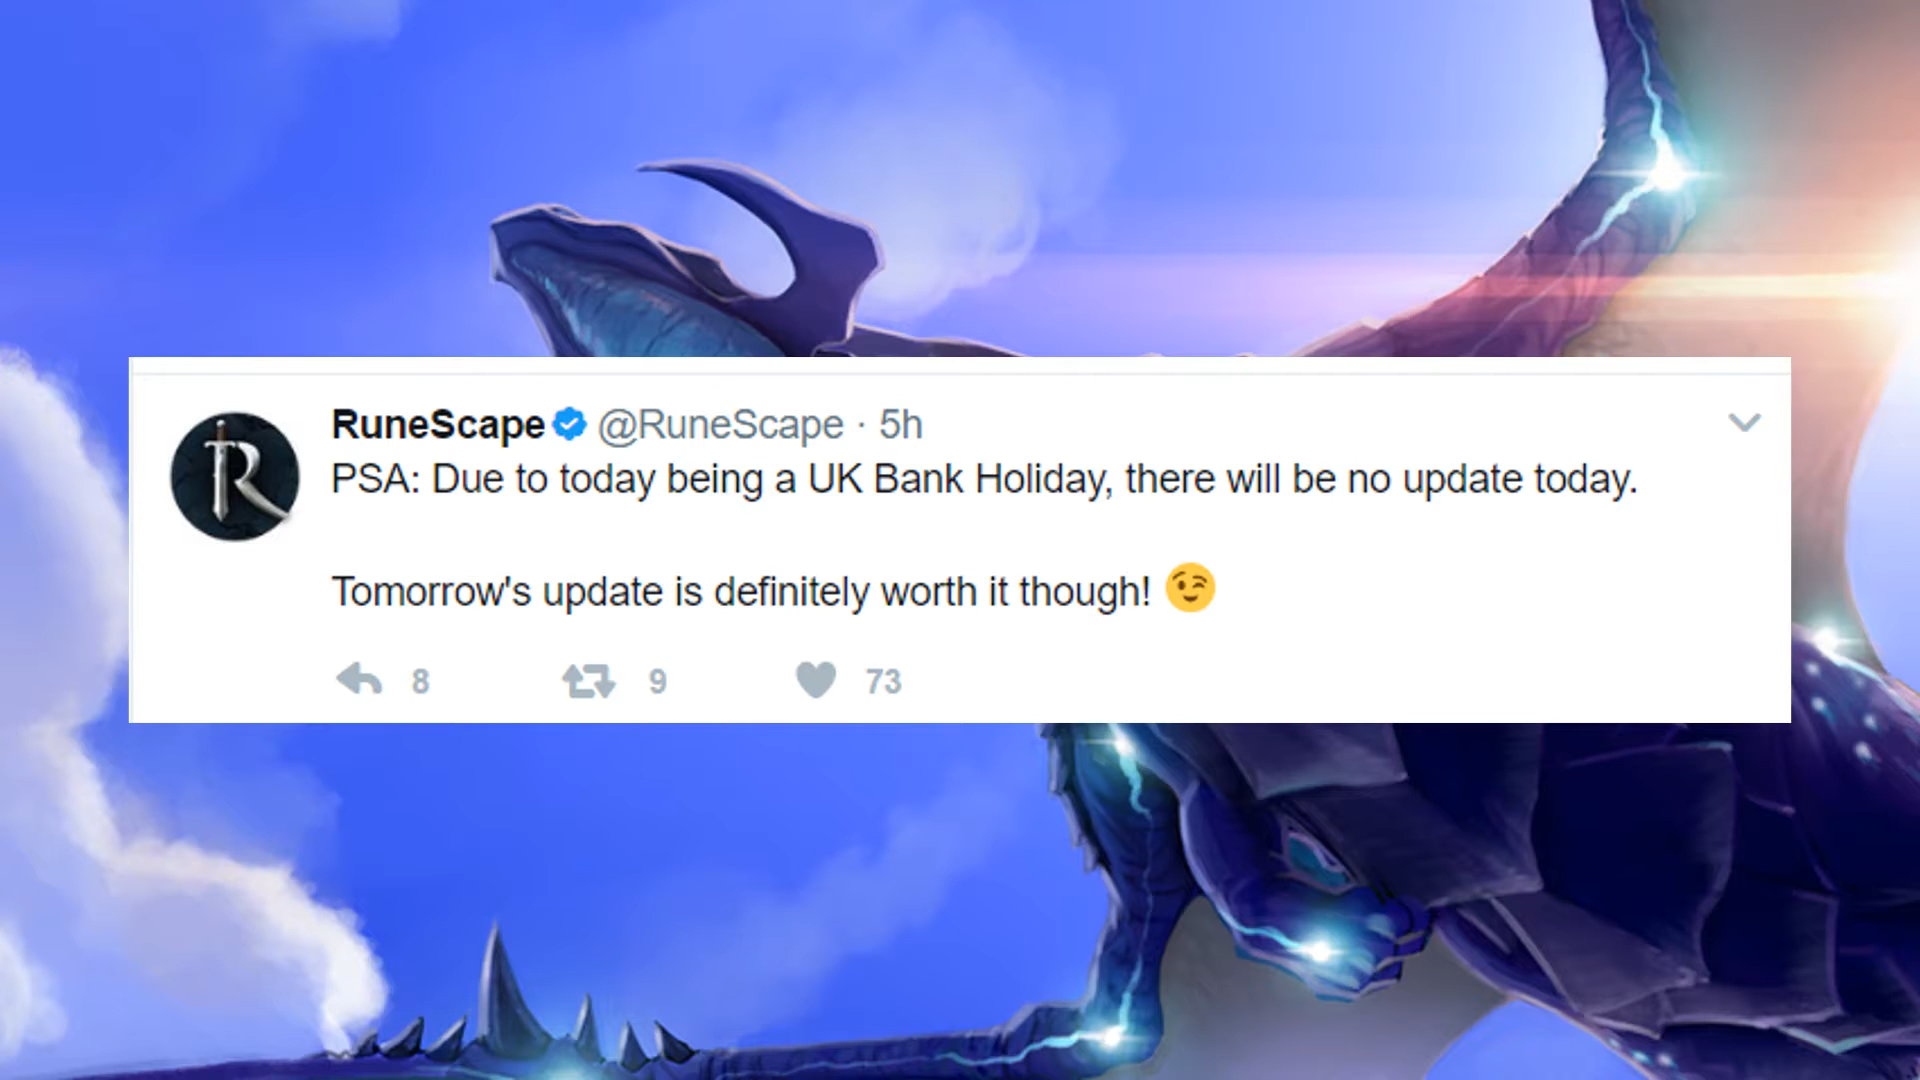 RuneScape @RuneScape · 5h
PSA: Due to today being a UK Bank Holiday, there will be no update today.
Tomorrow's update is definitely worth it though! 😉
8 9 73